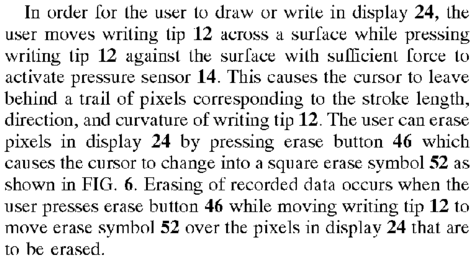 In order for the user to draw or write in display 24, the
user moves writing tip 12 across a surface while pressing
writing tip 12 against the surface with sufficient force to
activate pressure sensor 14. This causes the cursor to leave
behind a trail of pixels corresponding to the stroke length,
direction, and curvature of writing tip 12. The user can erase
pixels in display 24 by pressing erase button 46 which
causes the cursor to change into a square erase symbol 52 as
shown in FIG. 6. Erasing of recorded data occurs when the
user presses erase button 46 while moving writing tip 12 to
move erase symbol 52 over the pixels in display 24 that are
to be erased.